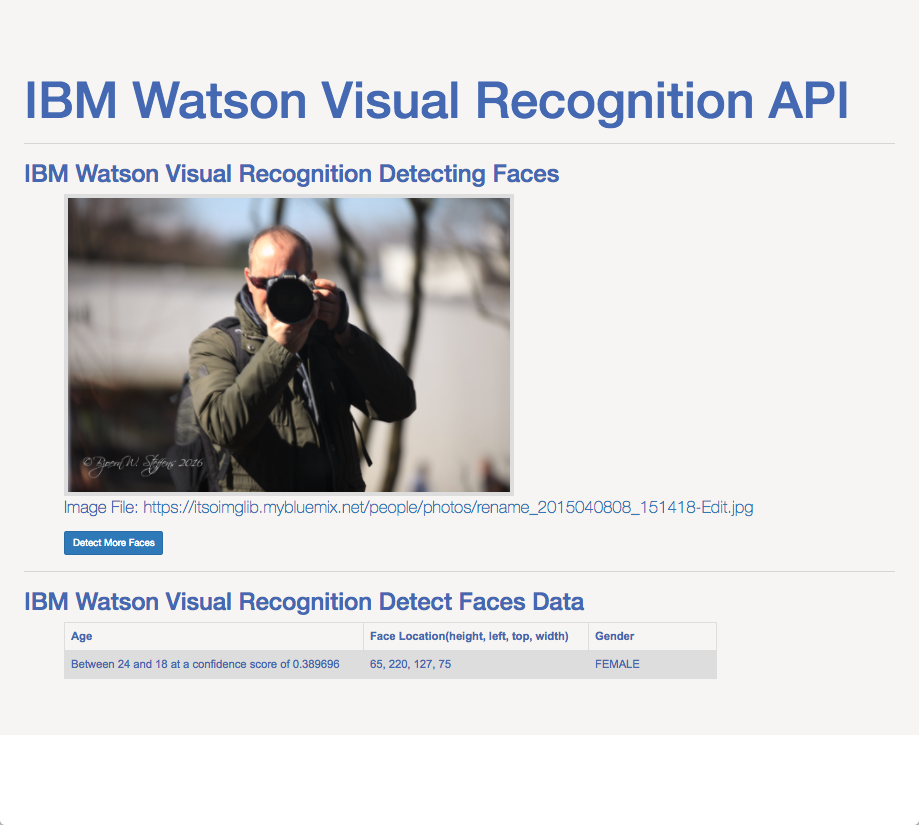 IBM Watson Visual Recognition API
IBM Watson Visual Recognition Detecting Faces
© Bjoern W. Steffens 2016
Image File: https://itsoimglib.mybluemix.net/people/photos/rename_2015040808_151418-Edit.jpg
Detect More Faces
IBM Watson Visual Recognition Detect Faces Data
Age Face Location(height, left, top, width) Gender
Between 24 and 18 at a confidence score of 0.389696 65, 220, 127, 75 FEMALE